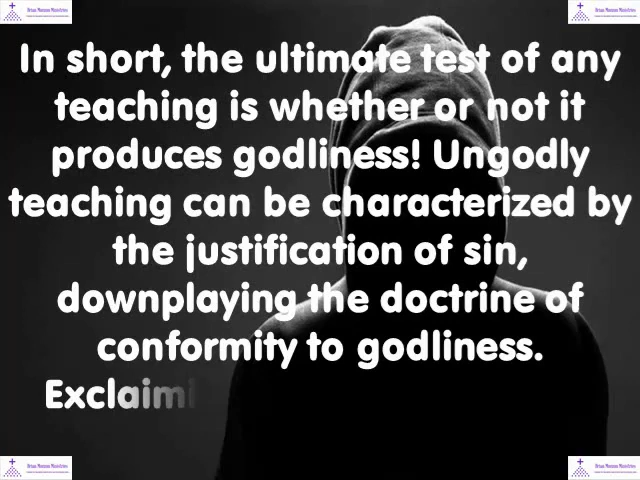 In short, the ultimate test of any
teaching is whether or not it
produces godliness! Ungodly
teaching can be characterized by
the justification of sin,
downplaying the doctrine of
conformity to godliness.
Exclaimi